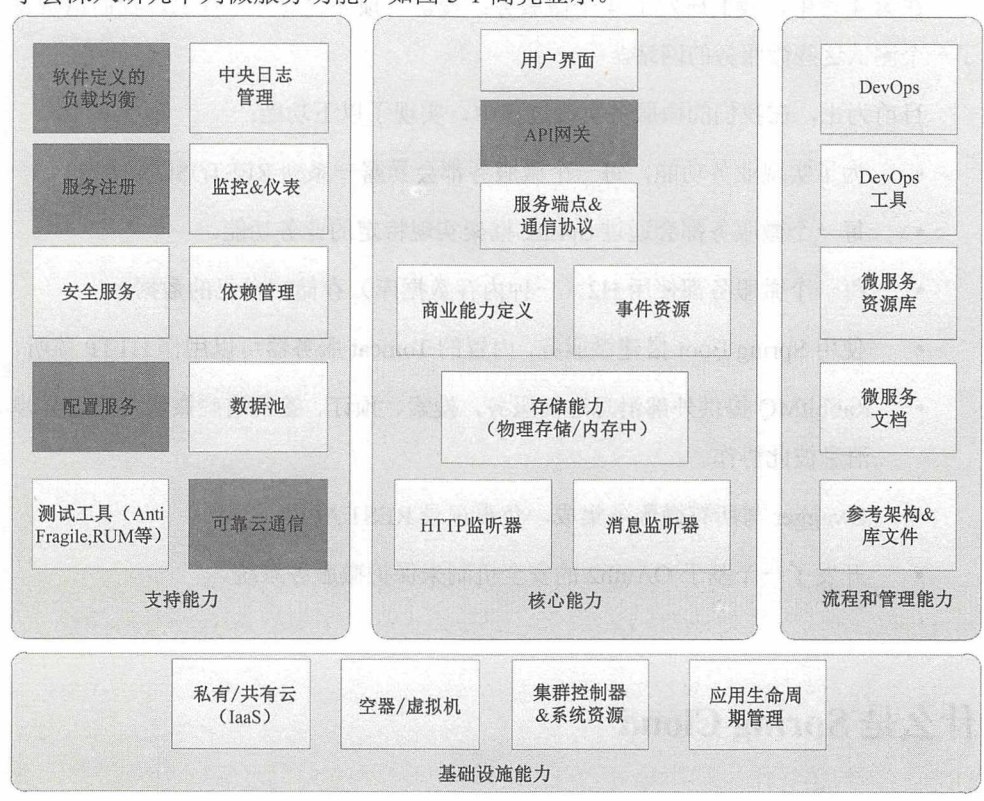 软件定义的
负载均衡
中央日志
管理
服务注册
监控&仪表
安全服务
依赖管理
配置服务
数据池
测试工具（Anti
Fragile,RUM等）
可靠云通信
支持能力
用户界面
API网关
服务端点&
通信协议
商业能力定义
事件资源
存储能力
（物理存储/内存中）
HTTP监听器
消息监听器
核心能力
DevOps
DevOps
工具
微服务
资源库
微服务
文档
参考架构&
库文件
流程和管理能力
私有/共有云
（IaaS）
空器/虚拟机
集群控制器
&系统资源
应用生命周
期管理
基础设施能力